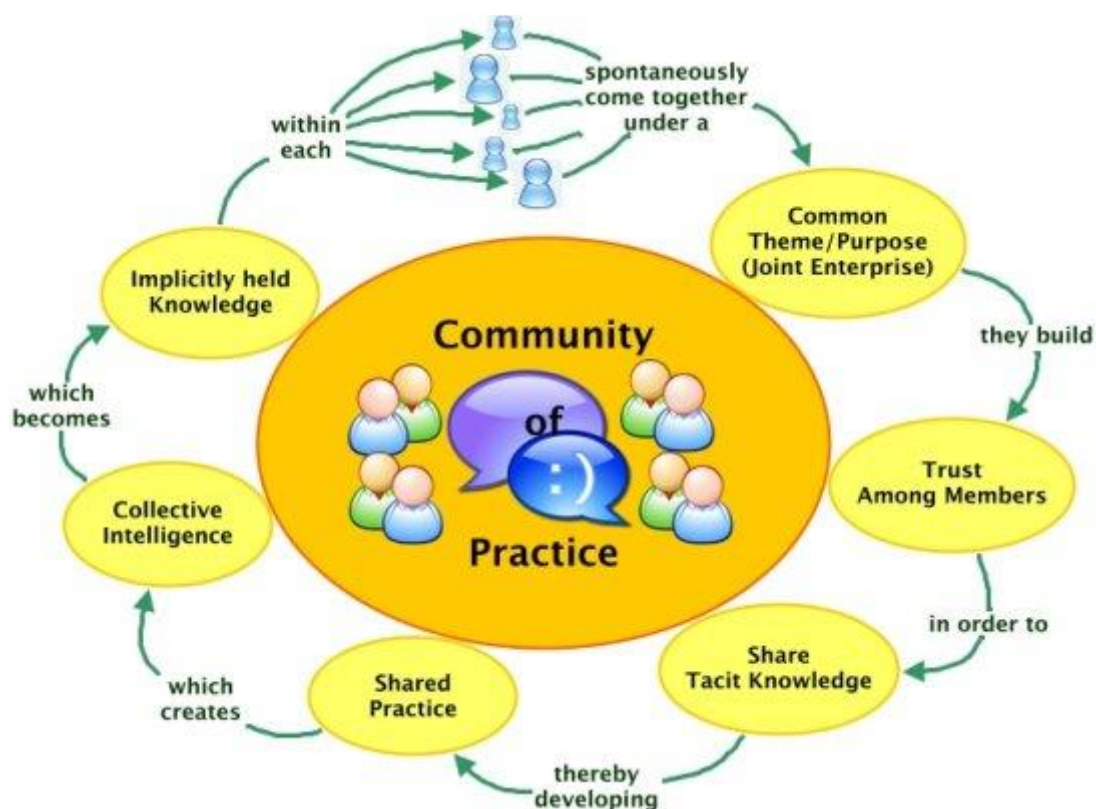 within
each
spontaneously
come together
under a
Common
Theme/Purpose
(Joint Enterprise)
they build
Trust
Among Members
in order to
Share
Tacit Knowledge
thereby
developing
Shared
Practice
which
creates
Collective
Intelligence
which
becomes
Implicitly held
Knowledge
Community
of
:)
Practice